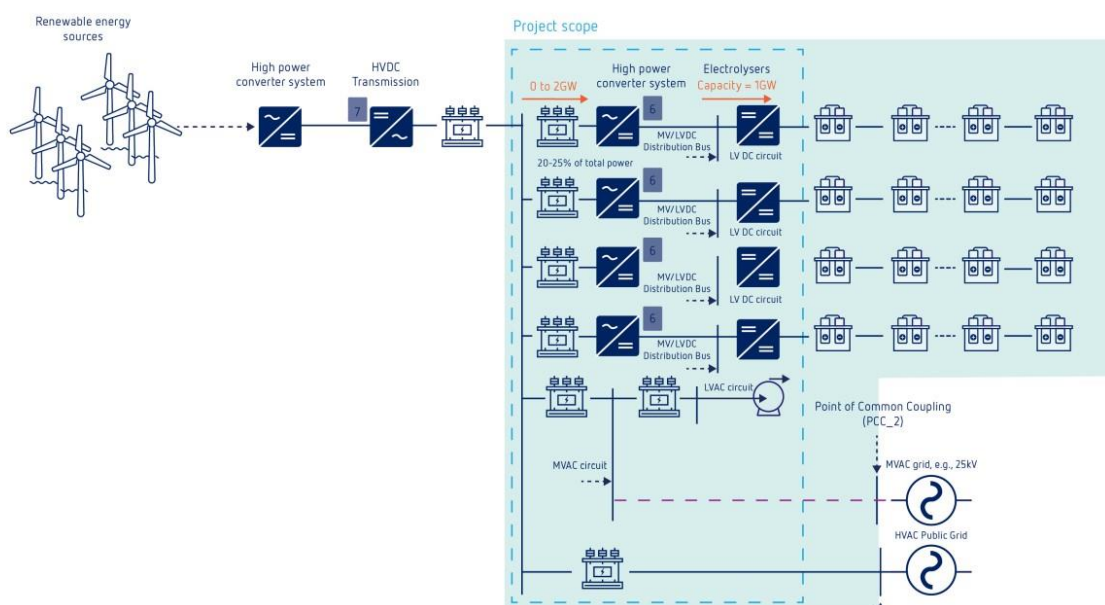 Project scope
Renewable energy
sources
High power
converter system
HVDC
Transmission
7
0 to 2GW
High power
converter system
Electrolysers
Capacity = 1GW
6
MV/LVDC
Distribution Bus
LV DC circuit
20-25% of total power
6
MV/LVDC
Distribution Bus
LV DC circuit
6
MV/LVDC
Distribution Bus
LV DC circuit
6
MV/LVDC
Distribution Bus
LVAC circuit
Point of Common Coupling
(PCC_2)
MVAC circuit
MVAC grid, e.g., 25kV
HVAC Public Grid